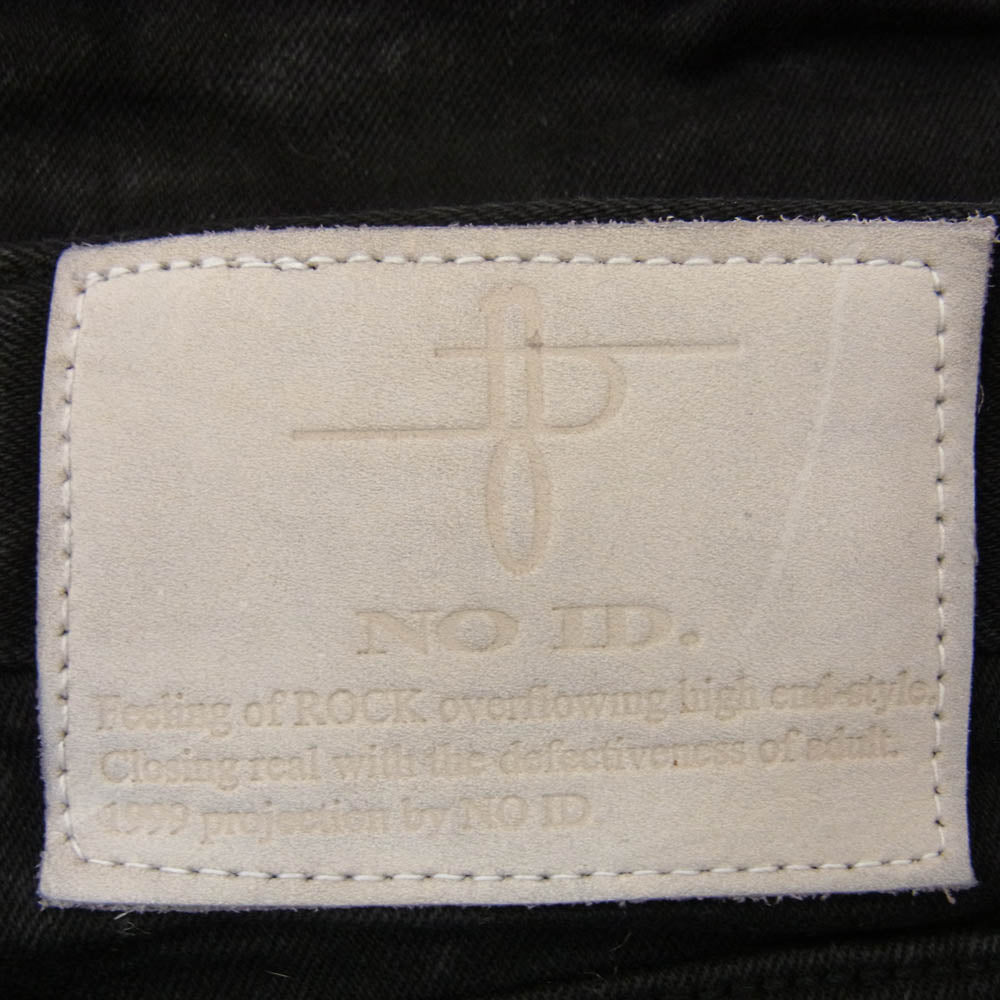 NO ID.
Feeling of ROCK overflowing high end-style.
Closing real with the defectiveness of adult.
1999 projection by NO ID.